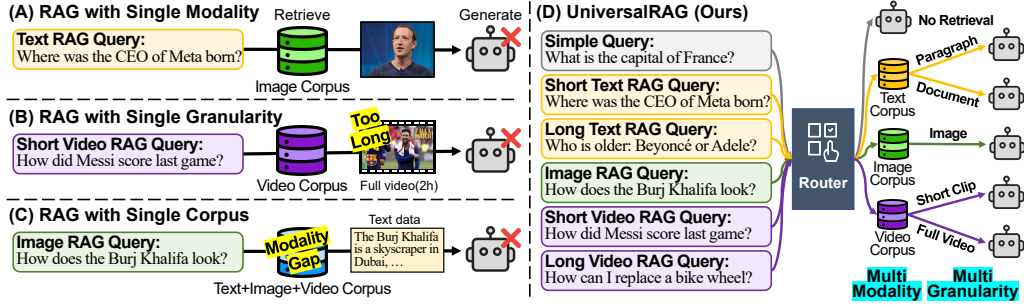 (A) RAG with Single Modality
Retrieve
Generate
Text RAG Query:
Where was the CEO of Meta born?
Image Corpus
(B) RAG with Single Granularity
Short Video RAG Query:
How did Messi score last game?
Too
Long
Video Corpus
Full video(2h)
(C) RAG with Single Corpus
Text data
Image RAG Query:
How does the Burj Khalifa look?
Modality
Gap
The Burj Khalifa
is a skyscraper in
Dubai, …
Text+Image+Video Corpus
(D) UniversalRAG (Ours)
Simple Query:
What is the capital of France?
Short Text RAG Query:
Where was the CEO of Meta born?
Long Text RAG Query:
Who is older: Beyoncé or Adele?
Image RAG Query:
How does the Burj Khalifa look?
Short Video RAG Query:
How did Messi score last game?
Long Video RAG Query:
How can I replace a bike wheel?
Router
No Retrieval
Paragraph
Document
Text
Corpus
Image
Image
Corpus
Short Clip
Full Video
Video
Corpus
Multi
Modality
Multi
Granularity